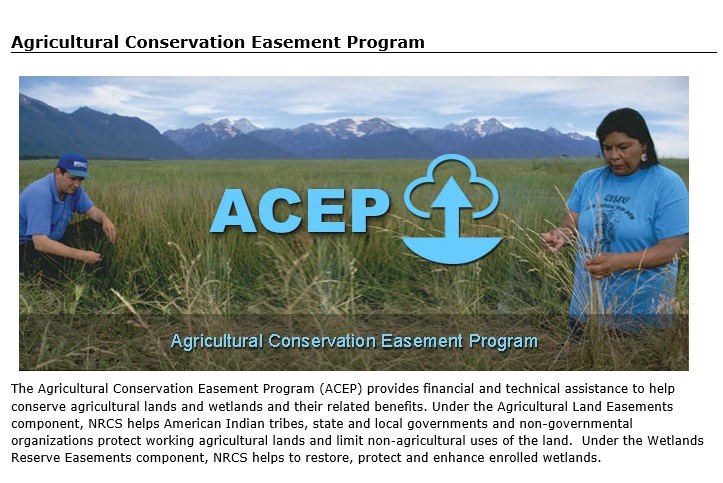 Agricultural Conservation Easement Program
ACEP
Agricultural Conservation Easement Program
The Agricultural Conservation Easement Program (ACEP) provides financial and technical assistance to help
conserve agricultural lands and wetlands and their related benefits. Under the Agricultural Land Easements
component, NRCS helps American Indian tribes, state and local governments and non-governmental
organizations protect working agricultural lands and limit non-agricultural uses of the land.  Under the Wetlands
Reserve Easements component, NRCS helps to restore, protect and enhance enrolled wetlands.